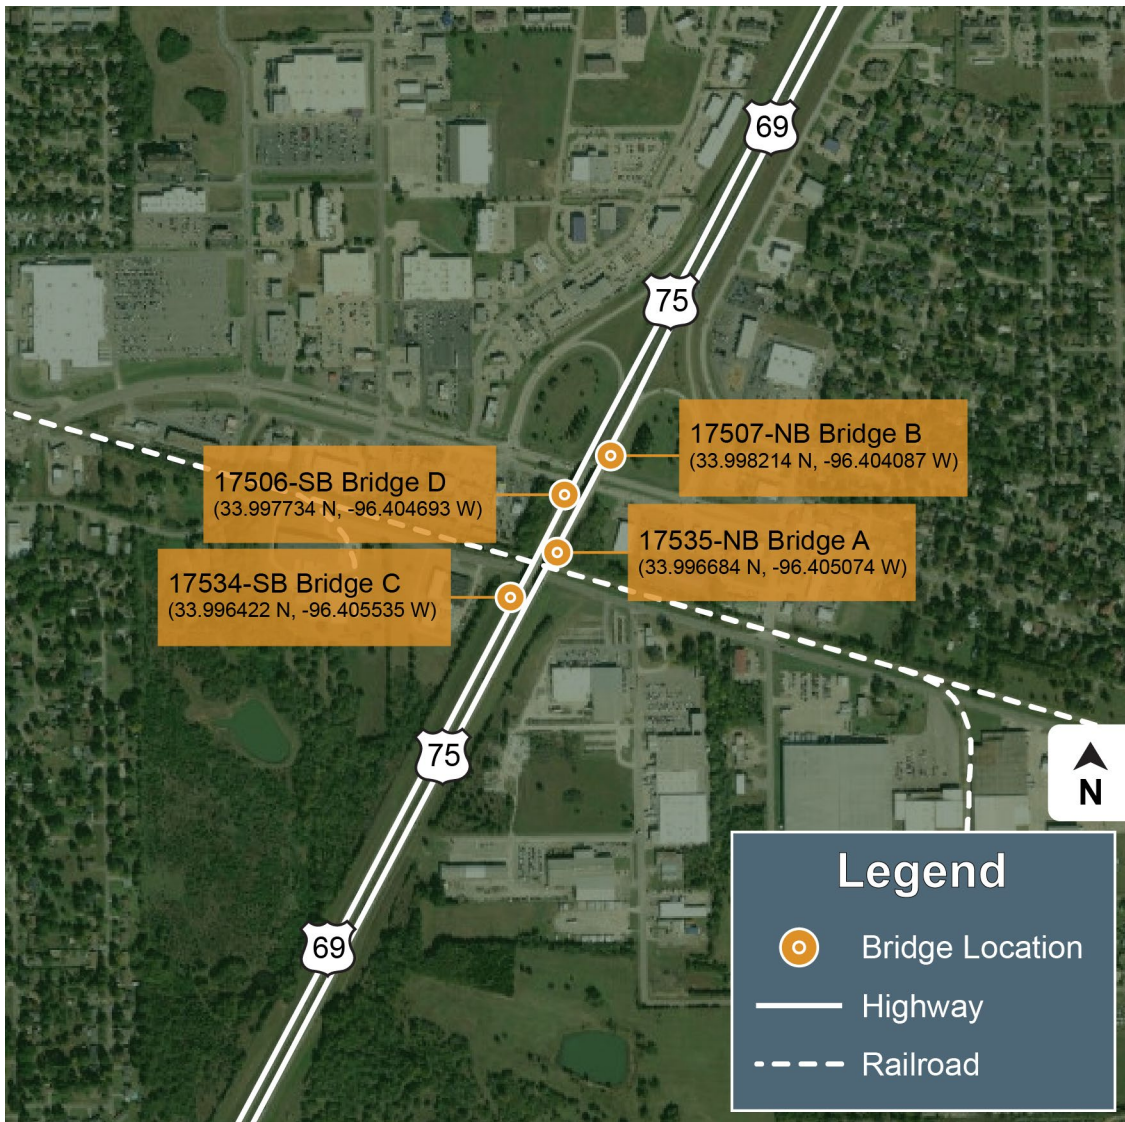 69
75
17507-NB Bridge B
(33.998214 N, -96.404087 W)
17506-SB Bridge D
(33.997734 N, -96.404693 W)
17535-NB Bridge A
(33.996684 N, -96.405074 W)
17534-SB Bridge C
(33.996422 N, -96.405535 W)
75
N
69
Legend
Bridge Location
Highway
Railroad